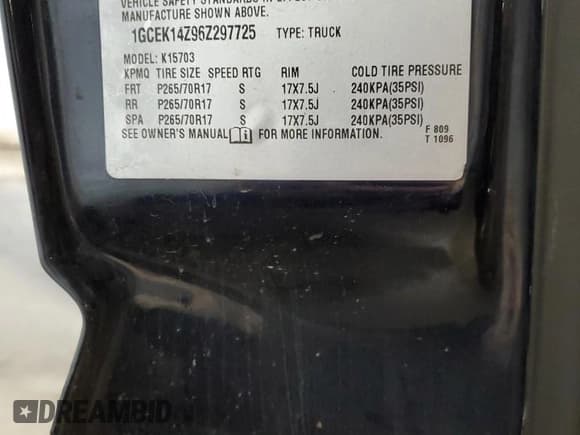 MANUFACTURE SHOWN ABOVE.
1GCEK14Z96Z297725 TYPE: TRUCK
MODEL: K15703
KPMQ TIRE SIZE SPEED RTG RIM COLD TIRE PRESSURE
FRT P265/70R17 S 17X7.5J 240KPA(35PSI)
RR P265/70R17 S 17X7.5J 240KPA(35PSI)
SPA P265/70R17 S 17X7.5J 240KPA(35PSI)
SEE OWNER'S MANUAL FOR MORE INFORMATION.
F 809
T 1096
DREAMBID.com